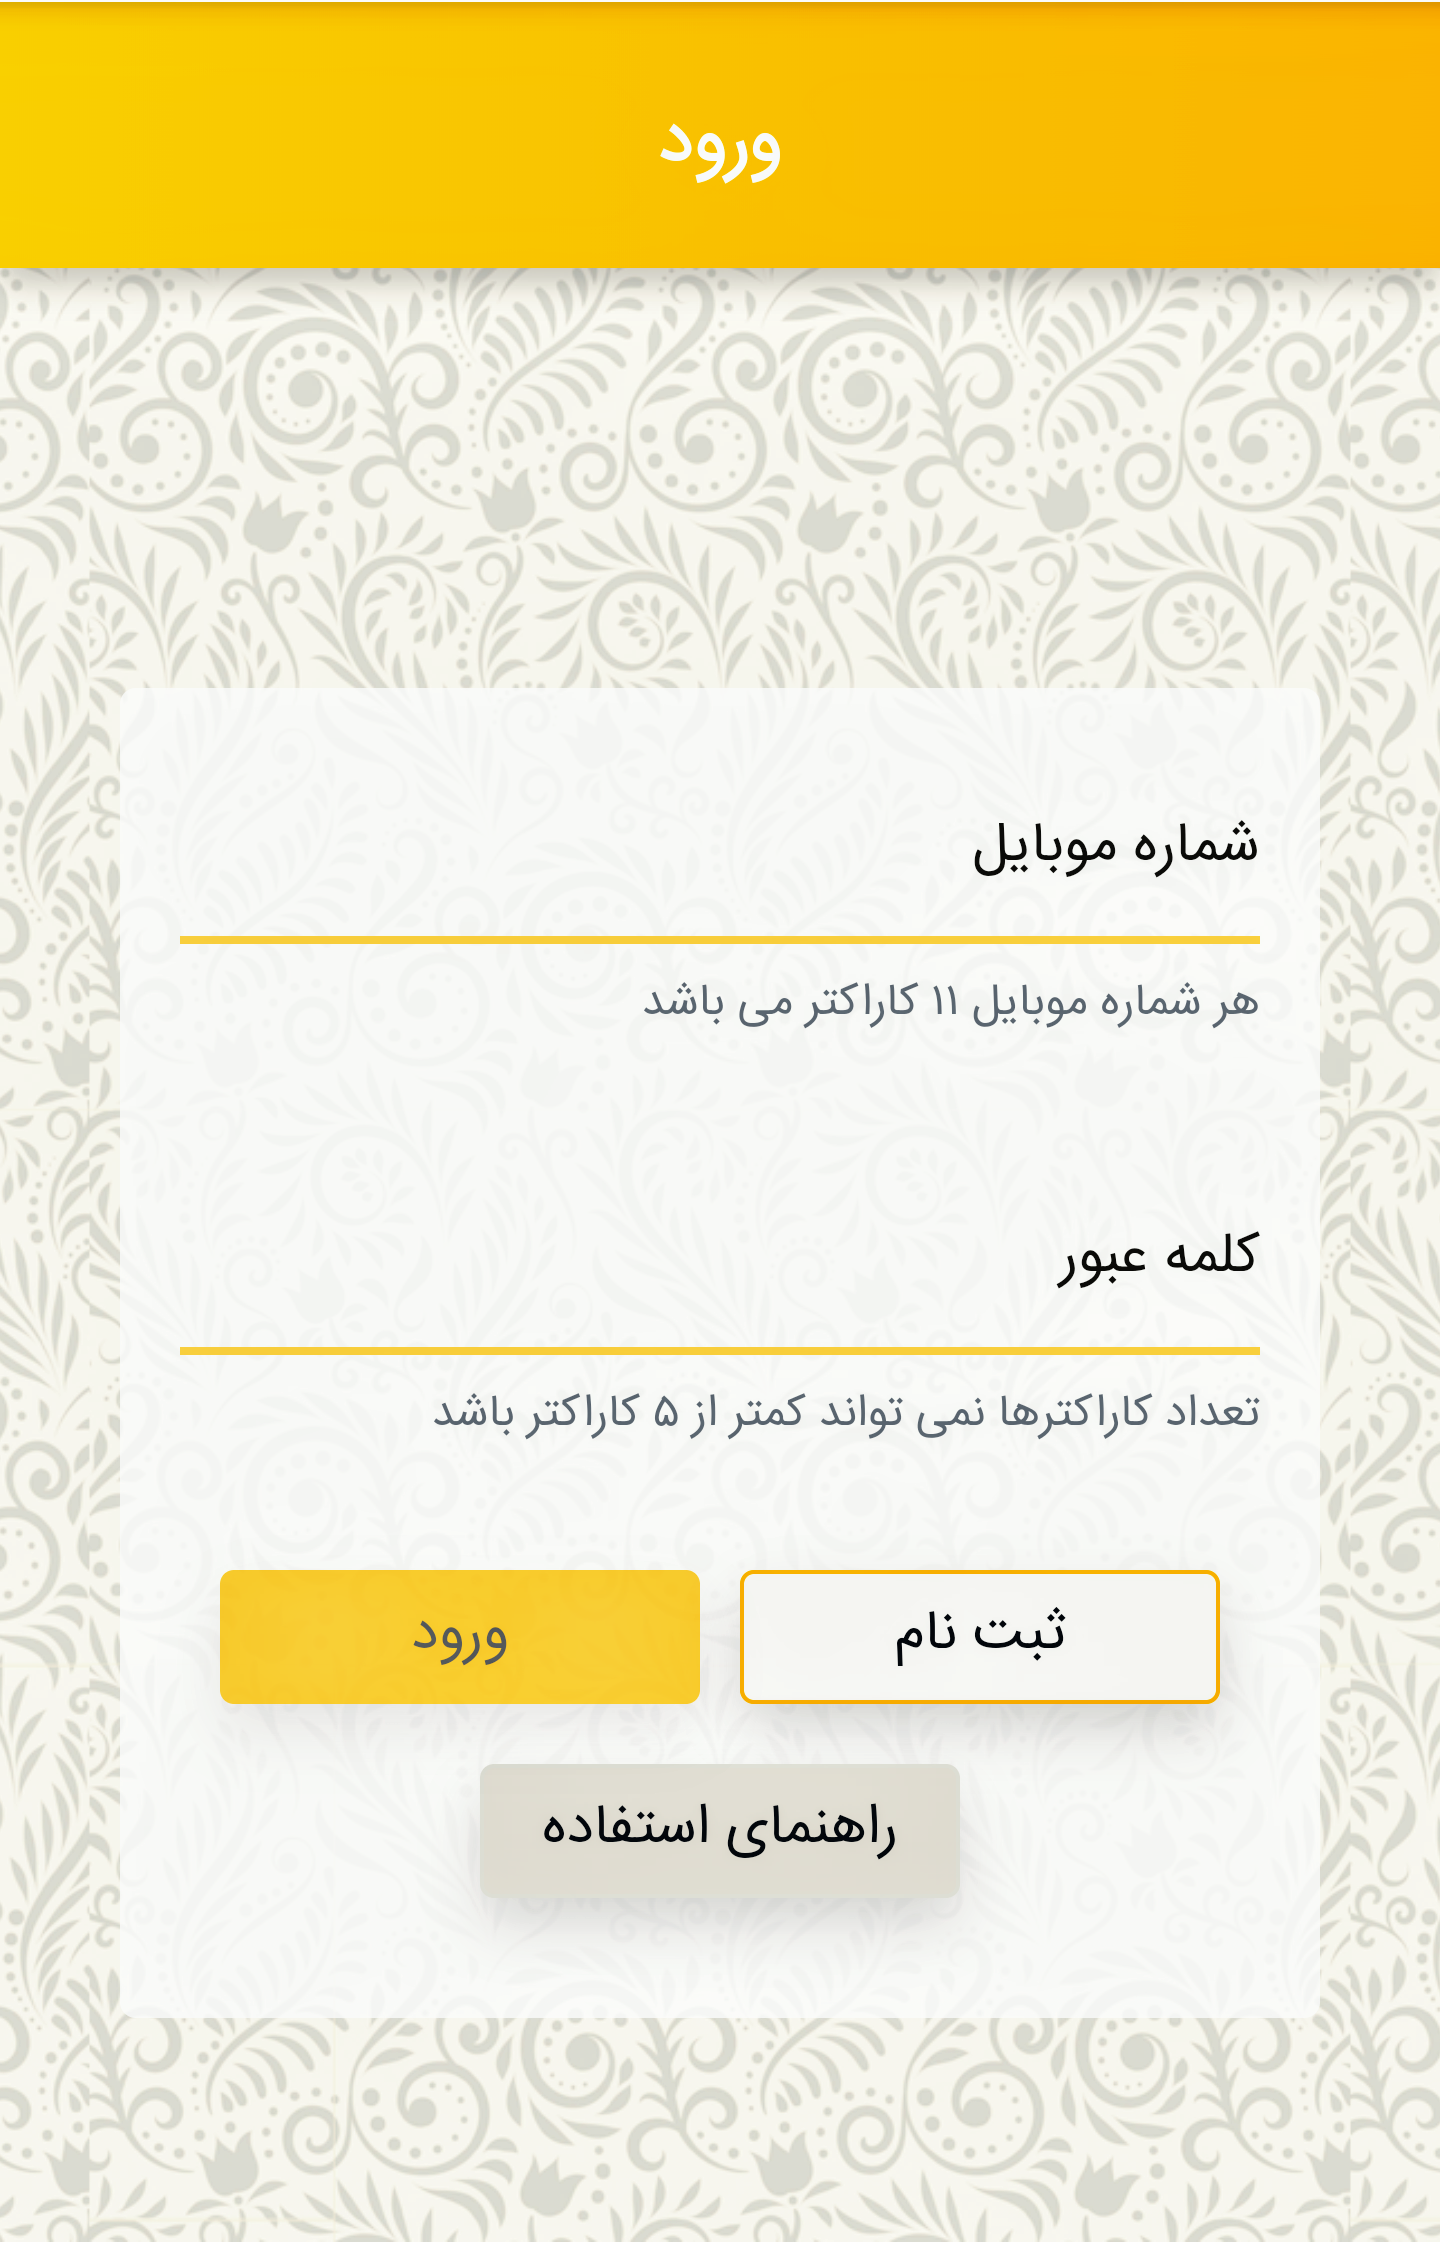 ورود
شماره موبایل
هر شماره موبایل ۱۱ کاراکتر می باشد
کلمه عبور
تعداد کاراکترها نمی تواند کمتر از ۵ کاراکتر باشد
ثبت نام
ورود
راهنمای استفاده